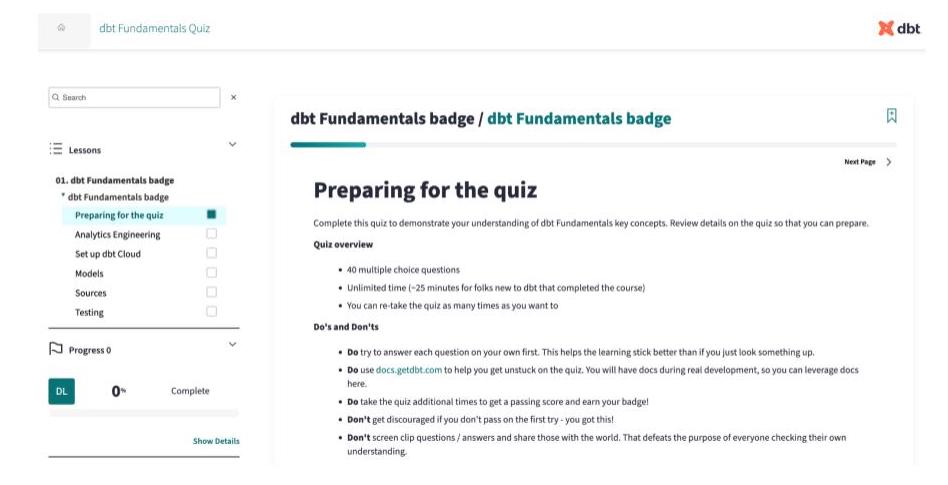 dbt Fundamentals Quiz
dbt
Search
×
Lessons
01. dbt Fundamentals badge
dbt Fundamentals badge
Preparing for the quiz
Analytics Engineering
Set up dbt Cloud
Models
Sources
Testing
Progress 0
DL
0%
Complete
Show Details
dbt Fundamentals badge / dbt Fundamentals badge
Next Page >
Preparing for the quiz
Complete this quiz to demonstrate your understanding of dbt Fundamentals key concepts. Review details on the quiz so that you can prepare.
Quiz overview
• 40 multiple choice questions
• Unlimited time (~25 minutes for folks new to dbt that completed the course)
• You can re-take the quiz as many times as you want to
Do's and Don'ts
• Do try to answer each question on your own first. This helps the learning stick better than if you just look something up.
• Do use docs.getdbt.com to help you get unstuck on the quiz. You will have docs during real development, so you can leverage docs
here.
• Do take the quiz additional times to get a passing score and earn your badge!
• Don't get discouraged if you don't pass on the first try - you got this!
• Don't screen clip questions / answers and share those with the world. That defeats the purpose of everyone checking their own
understanding.